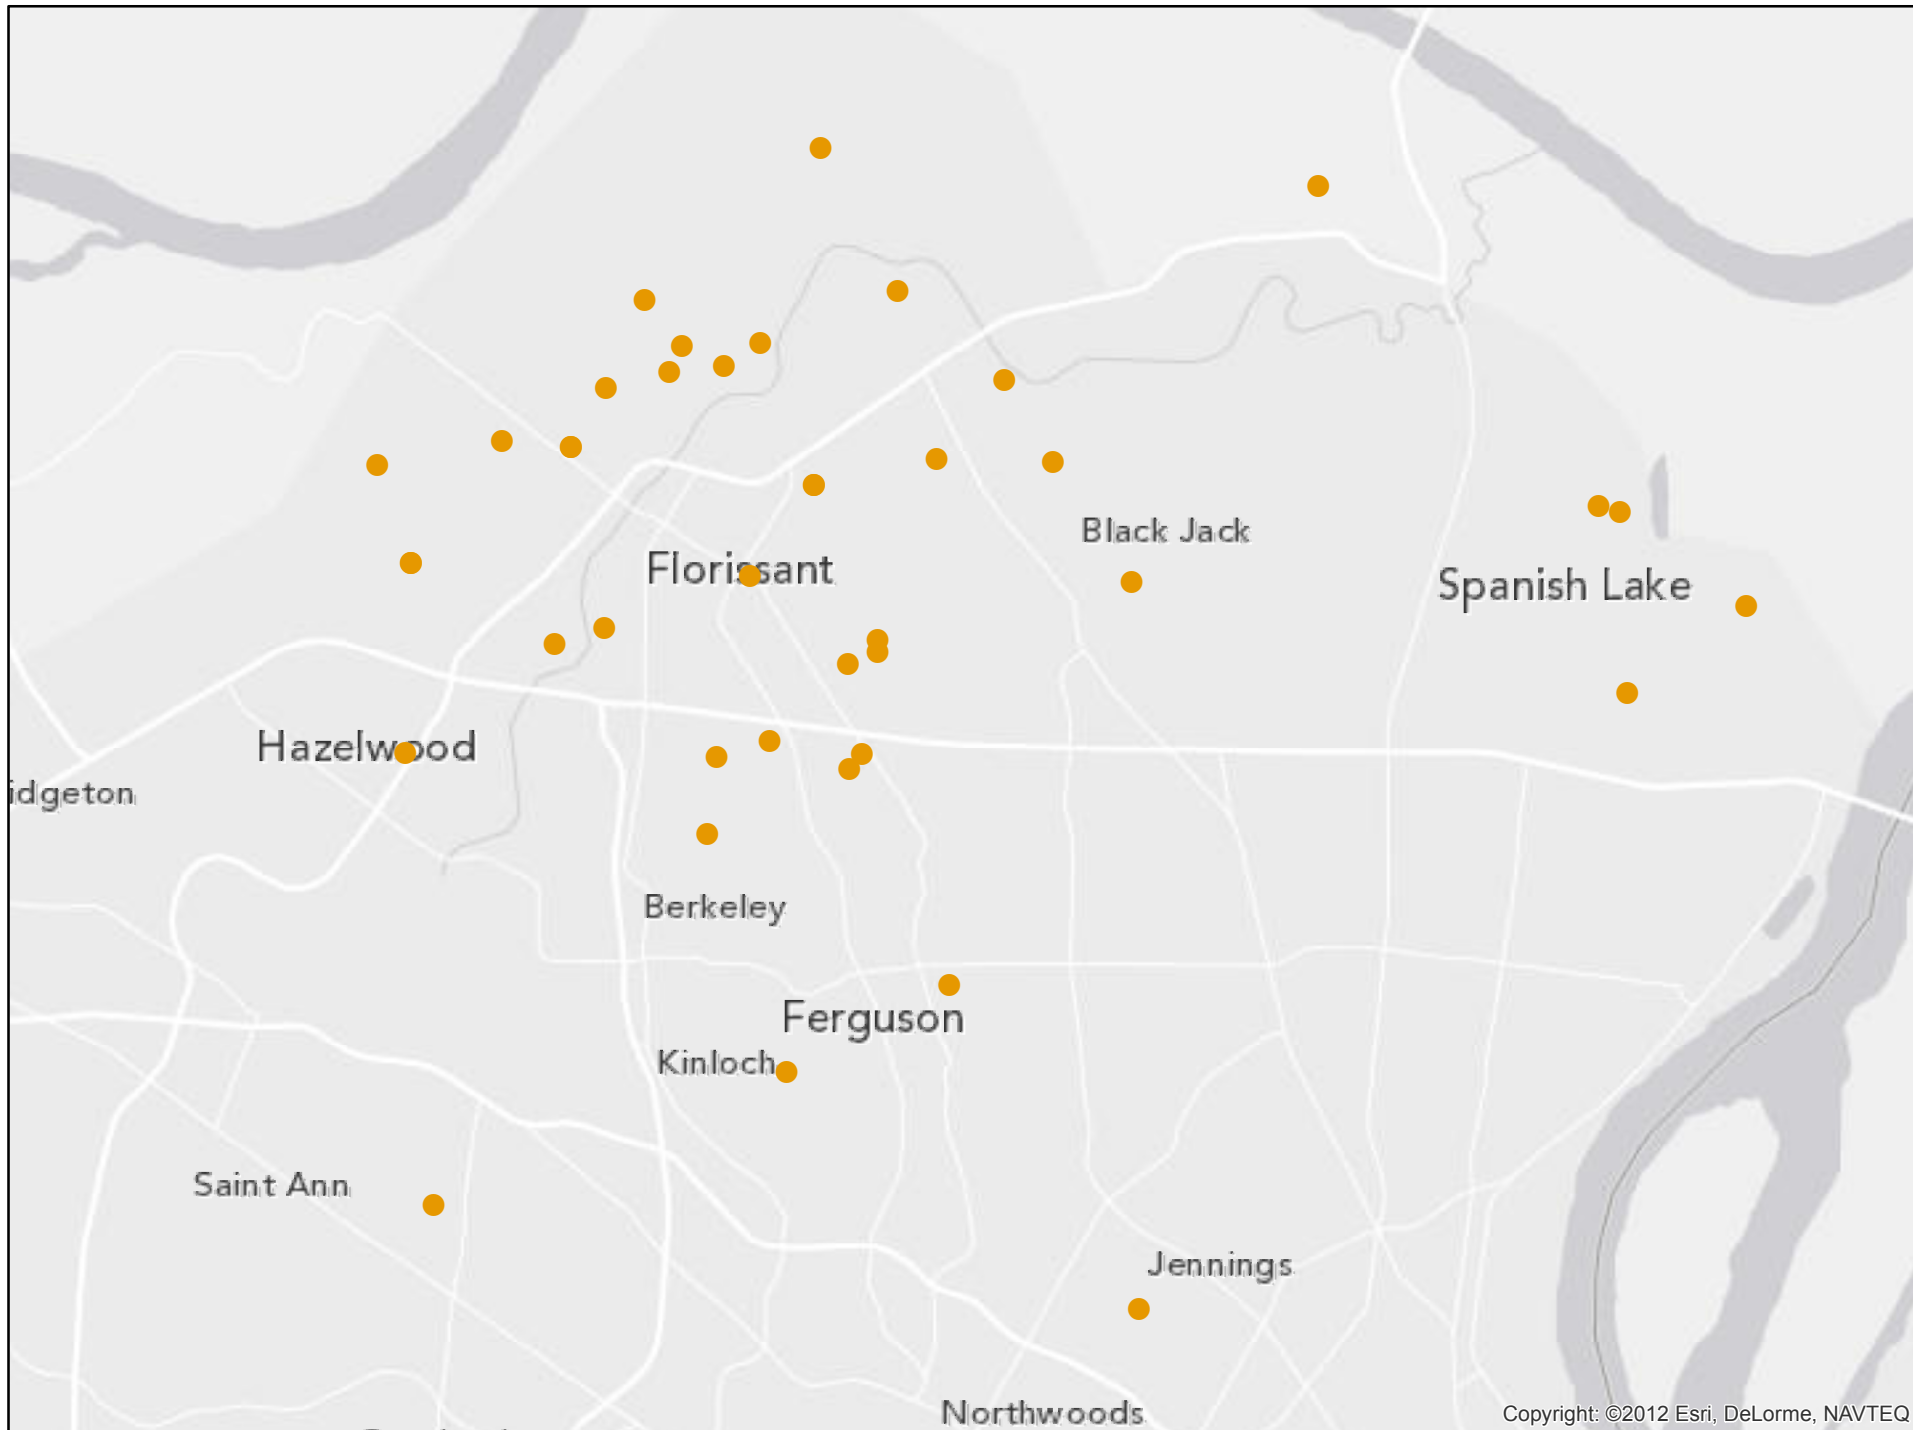 Black Jack
Florissant
Spanish Lake
Hazelwood
idgeton
Berkeley
Ferguson
Kinloch
Saint Ann
Jennings
Northwoods
Copyright: ©2012 Esri, DeLorme, NAVTEQ